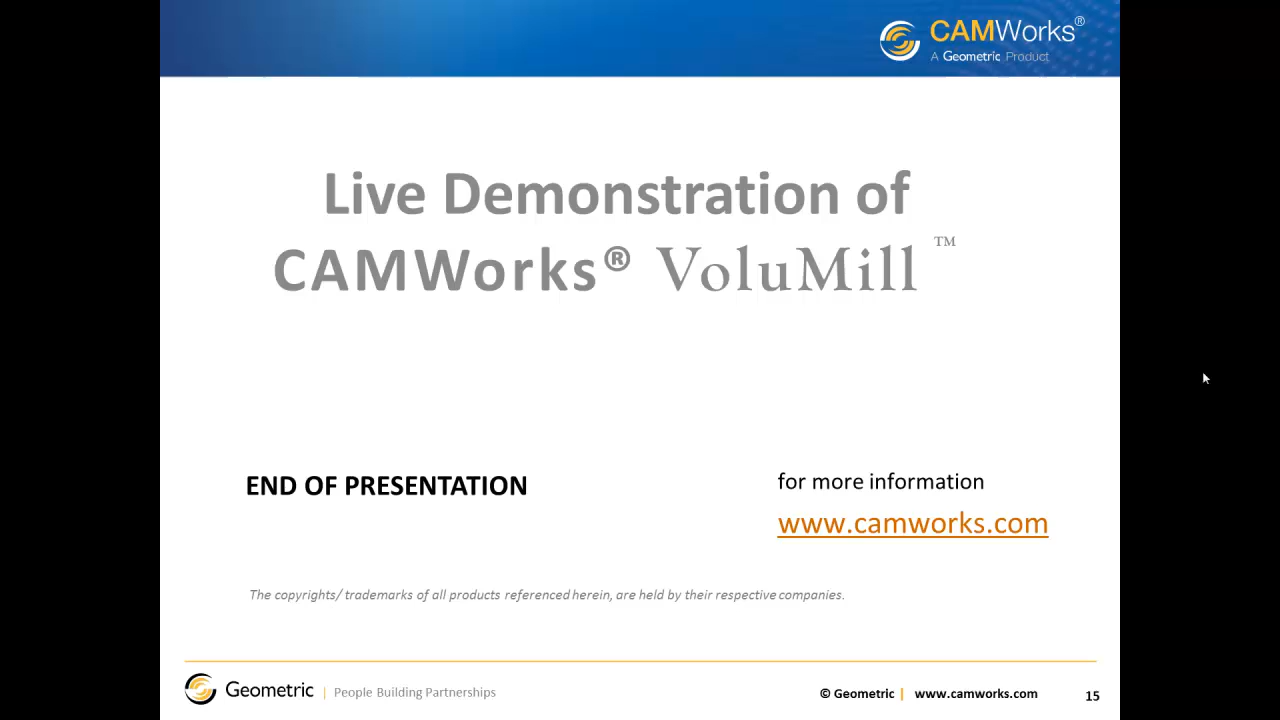 CAMWorks®
A Geometric Product
Live Demonstration of
CAMWorks® VoluMill™
END OF PRESENTATION
for more information
www.camworks.com
The copyrights/ trademarks of all products referenced herein, are held by their respective companies.
Geometric | People Building Partnerships
© Geometric | www.camworks.com 15